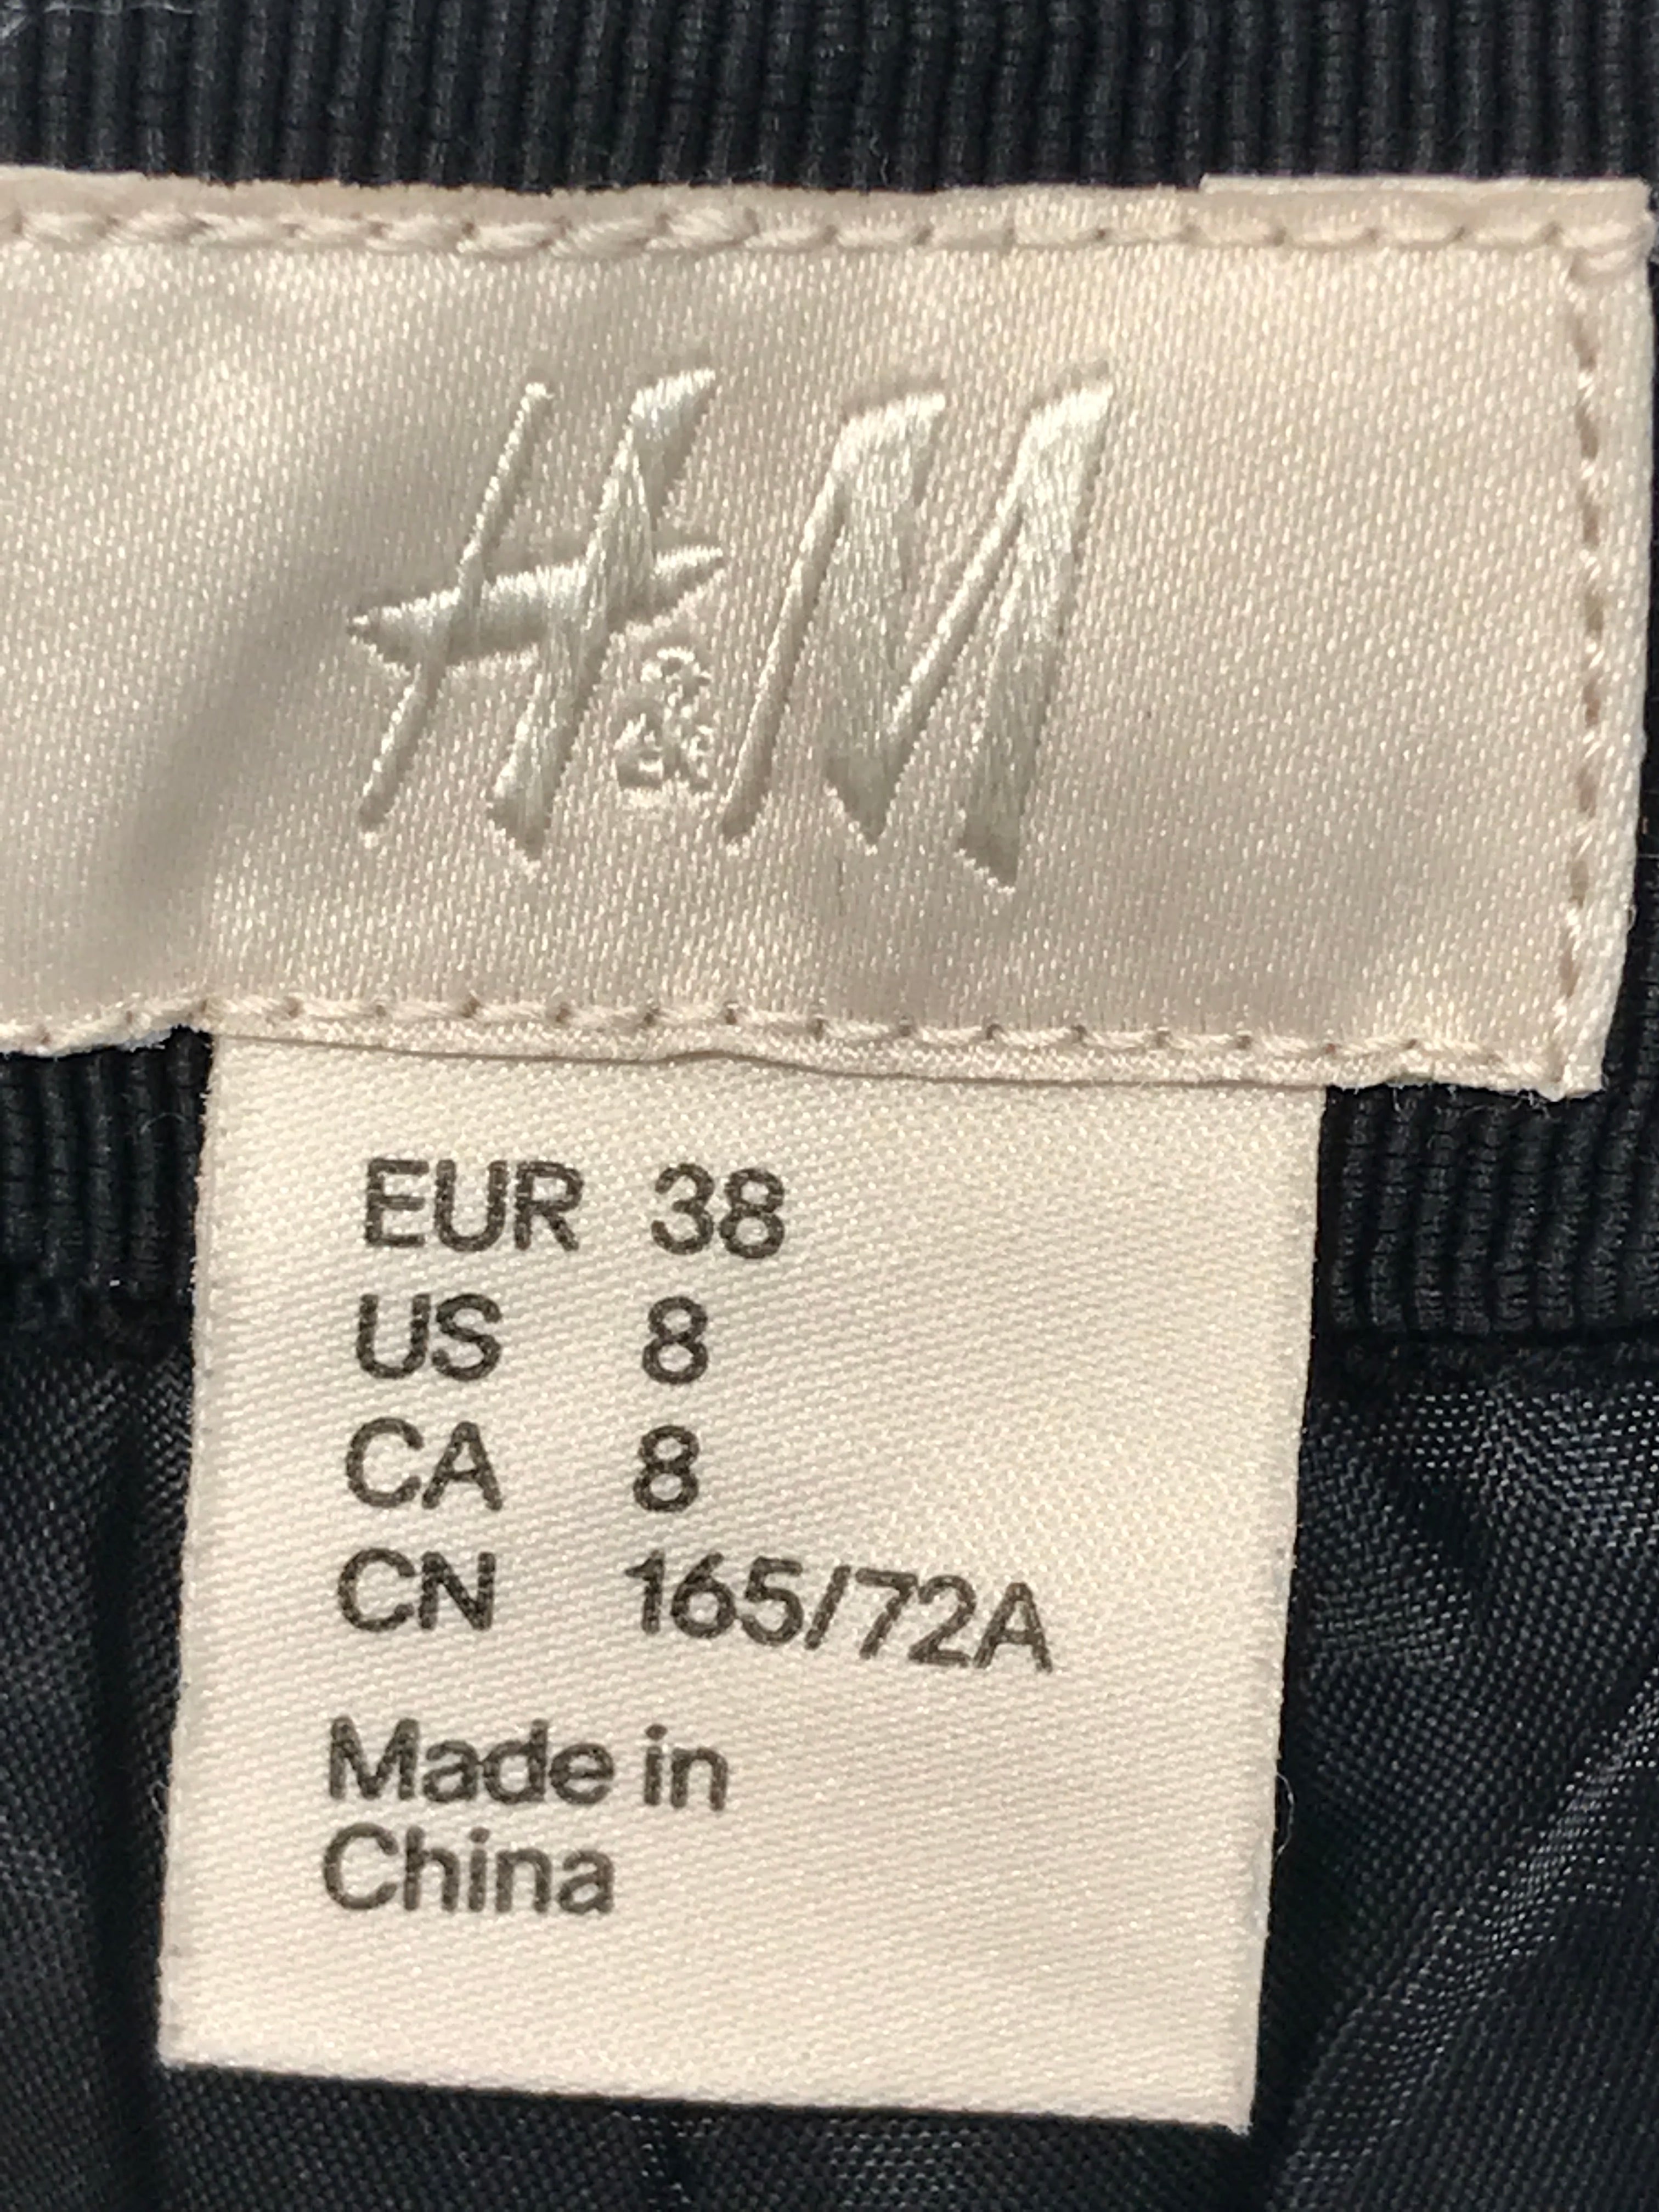 H&M
EUR 38
US 8
CA 8
CN 165/72A
Made in
China